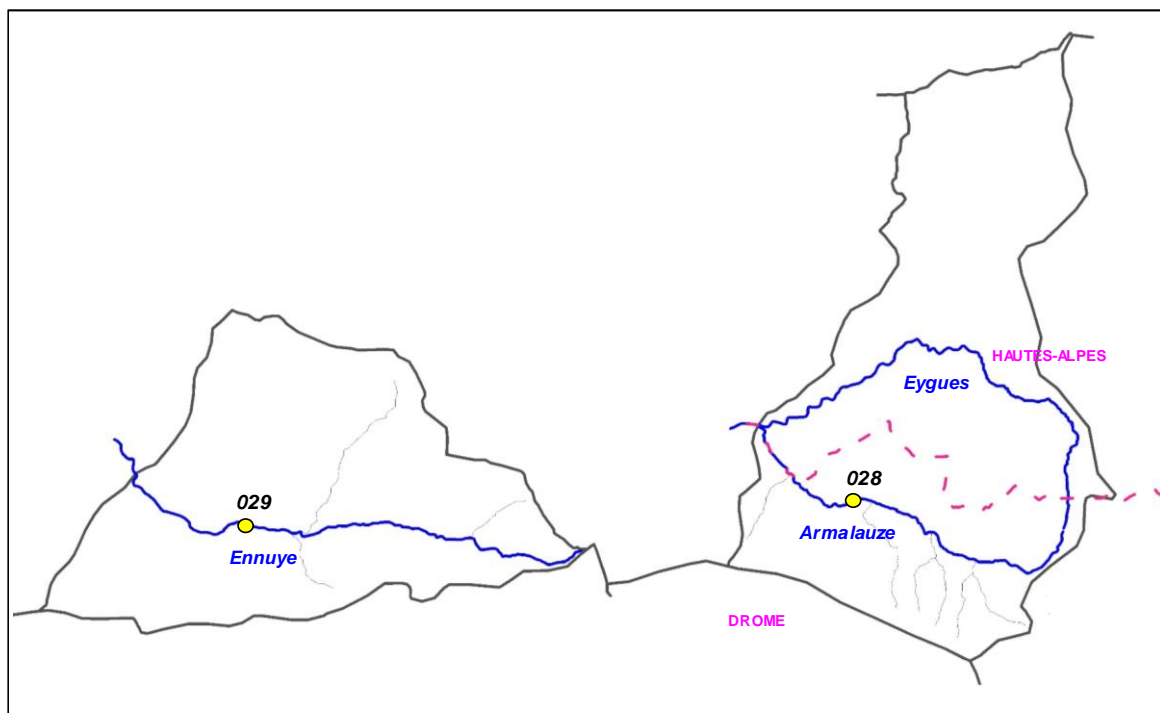 HAUTES-ALPES
Eygues
028
029
Armalauze
Ennuye
DROME